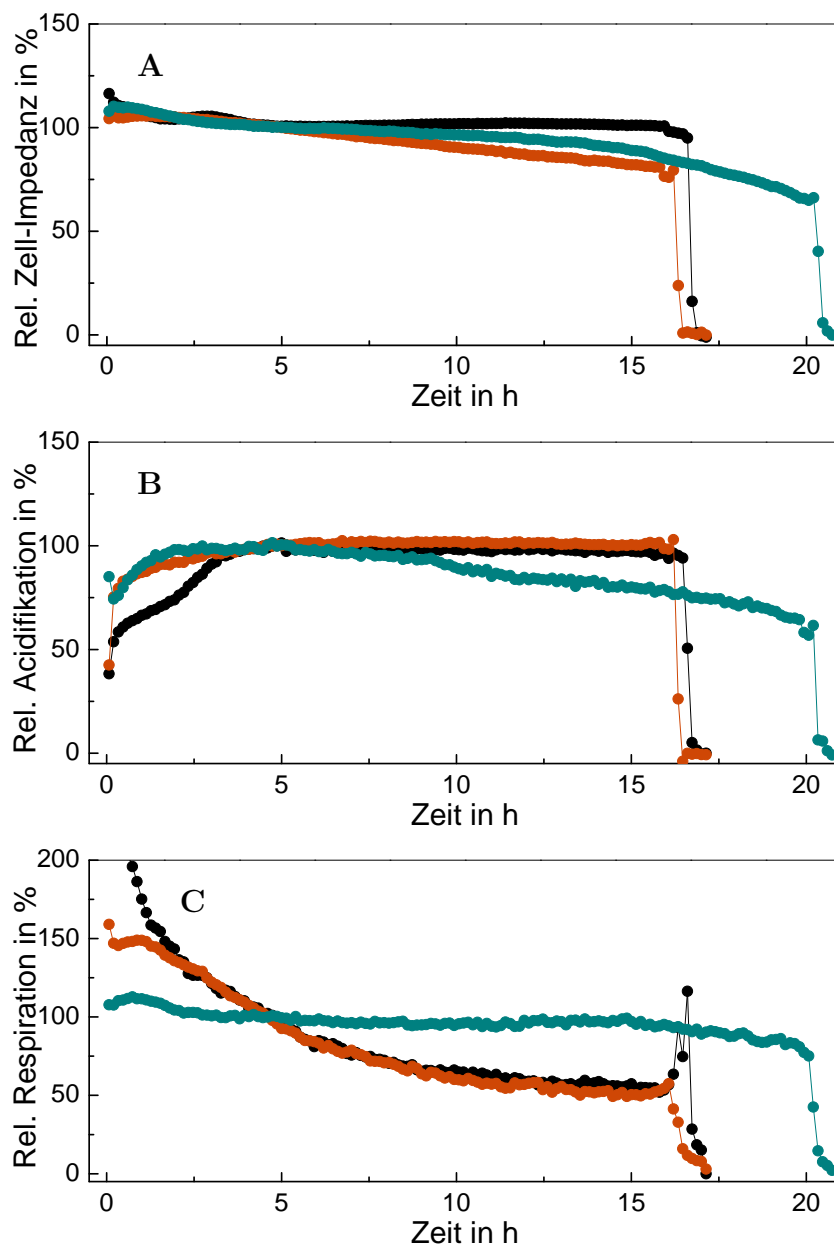 150
A
100
50
0
Rel. Zell-Impedanz in %
0 5 10 15 20
Zeit in h
150
B
100
50
0
Rel. Acidifikation in %
0 5 10 15 20
Zeit in h
200
C
150
100
50
0
Rel. Respiration in %
0 5 10 15 20
Zeit in h